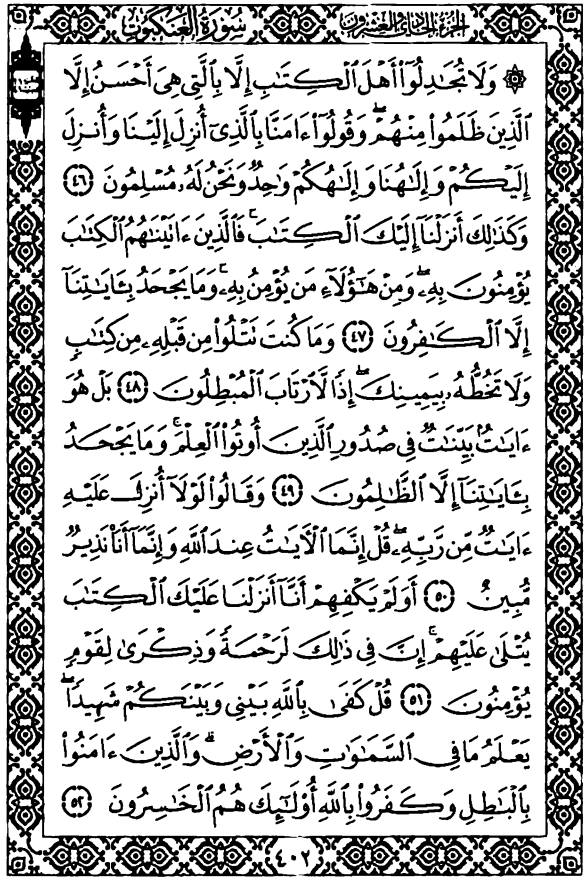 الجزء الحادي والعشرون
سورة العنكبوت
۞ وَلَا تُجَٰدِلُوٓا۟ أَهْلَ ٱلْكِتَٰبِ إِلَّا بِٱلَّتِى هِىَ أَحْسَنُ إِلَّا
ٱلَّذِينَ ظَلَمُوا۟ مِنْهُمْ ۖ وَقُولُوٓا۟ ءَامَنَّا بِٱلَّذِىٓ أُنزِلَ إِلَيْنَا وَأُنزِلَ
إِلَيْكُمْ وَإِلَٰهُنَا وَإِلَٰهُكُمْ وَٰحِدٌ وَنَحْنُ لَهُۥ مُسْلِمُونَ ٤٦
وَكَذَٰلِكَ أَنزَلْنَآ إِلَيْكَ ٱلْكِتَٰبَ ۚ فَٱلَّذِينَ ءَاتَيْنَٰهُمُ ٱلْكِتَٰبَ
يُؤْمِنُونَ بِهِۦ ۖ وَمِنْ هَٰٓؤُلَآءِ مَن يُؤْمِنُ بِهِۦ ۚ وَمَا يَجْحَدُ بِـَٔايَٰتِنَآ
إِلَّا ٱلْكَٰفِرُونَ ٤٧ وَمَا كُنتَ تَتْلُوا۟ مِن قَبْلِهِۦ مِن كِتَٰبٍ
وَلَا تَخُطُّهُۥ بِيَمِينِكَ ۖ إِذًا لَّٱرْتَابَ ٱلْمُبْطِلُونَ ٤٨ بَلْ هُوَ
ءَايَٰتٌۢ بَيِّنَٰتٌ فِى صُدُورِ ٱلَّذِينَ أُوتُوا۟ ٱلْعِلْمَ ۚ وَمَا يَجْحَدُ
بِـَٔايَٰتِنَآ إِلَّا ٱلظَّٰلِمُونَ ٤٩ وَقَالُوا۟ لَوْلَآ أُنزِلَ عَلَيْهِ
ءَايَٰتٌ مِّن رَّبِّهِۦ ۖ قُلْ إِنَّمَا ٱلْـَٔايَٰتُ عِندَ ٱللَّهِ وَإِنَّمَآ أَنَا۠ نَذِيرٌ
مُّبِينٌ ٥٠ أَوَلَمْ يَكْفِهِمْ أَنَّآ أَنزَلْنَا عَلَيْكَ ٱلْكِتَٰبَ
يُتْلَىٰ عَلَيْهِمْ ۚ إِنَّ فِى ذَٰلِكَ لَرَحْمَةً وَذِكْرَىٰ لِقَوْمٍ
يُؤْمِنُونَ ٥١ قُلْ كَفَىٰ بِٱللَّهِ بَيْنِى وَبَيْنَكُمْ شَهِيدًا ۖ
يَعْلَمُ مَا فِى ٱلسَّمَٰوَٰتِ وَٱلْأَرْضِ ۗ وَٱلَّذِينَ ءَامَنُوا۟
بِٱلْبَٰطِلِ وَكَفَرُوا۟ بِٱللَّهِ أُو۟لَٰٓئِكَ هُمُ ٱلْخَٰسِرُونَ ٥٢
٤٠٢